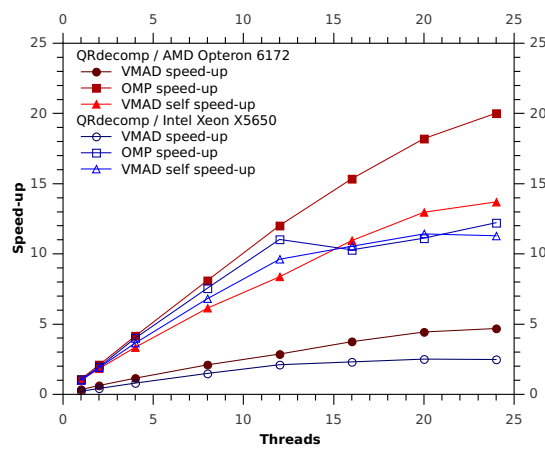 0 5 10 15 20 25
25 25
QRdecomp / AMD Opteron 6172
VMAD speed-up
OMP speed-up
VMAD self speed-up
QRdecomp / Intel Xeon X5650
VMAD speed-up
OMP speed-up
VMAD self speed-up
20 20
15 15
Speed-up
10 10
5 5
0 0
0 5 10 15 20 25
Threads